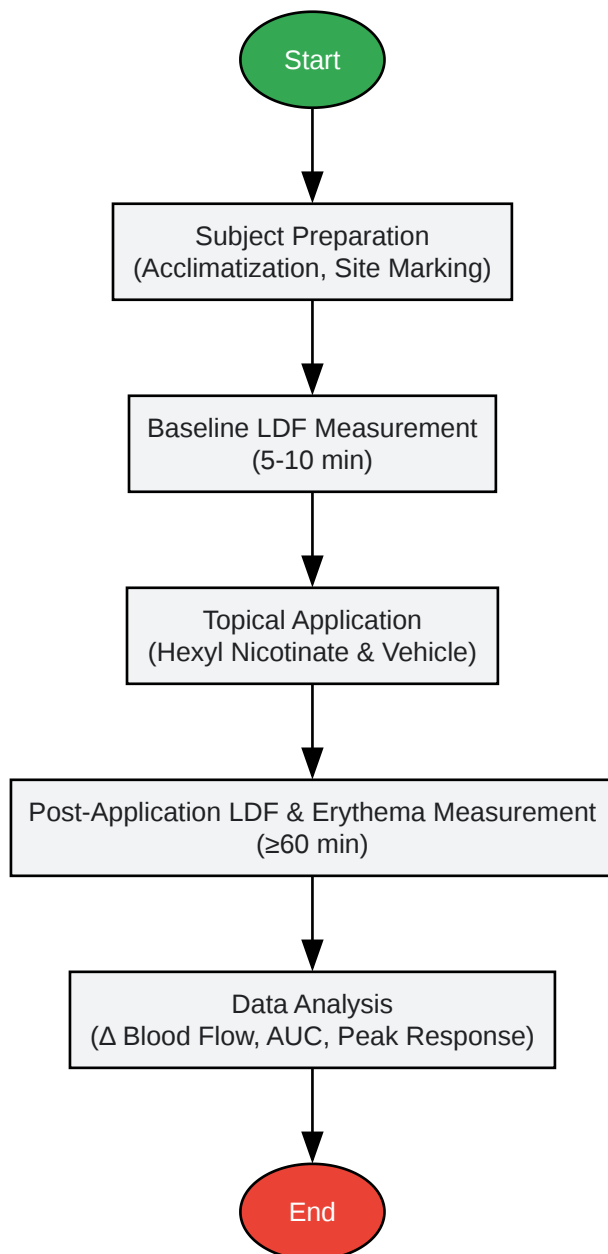 Start
Subject Preparation
(Acclimatization, Site Marking)
Baseline LDF Measurement
(5-10 min)
Topical Application
(Hexyl Nicotinate & Vehicle)
Post-Application LDF & Erythema Measurement
(≥60 min)
Data Analysis
(Δ Blood Flow, AUC, Peak Response)
End